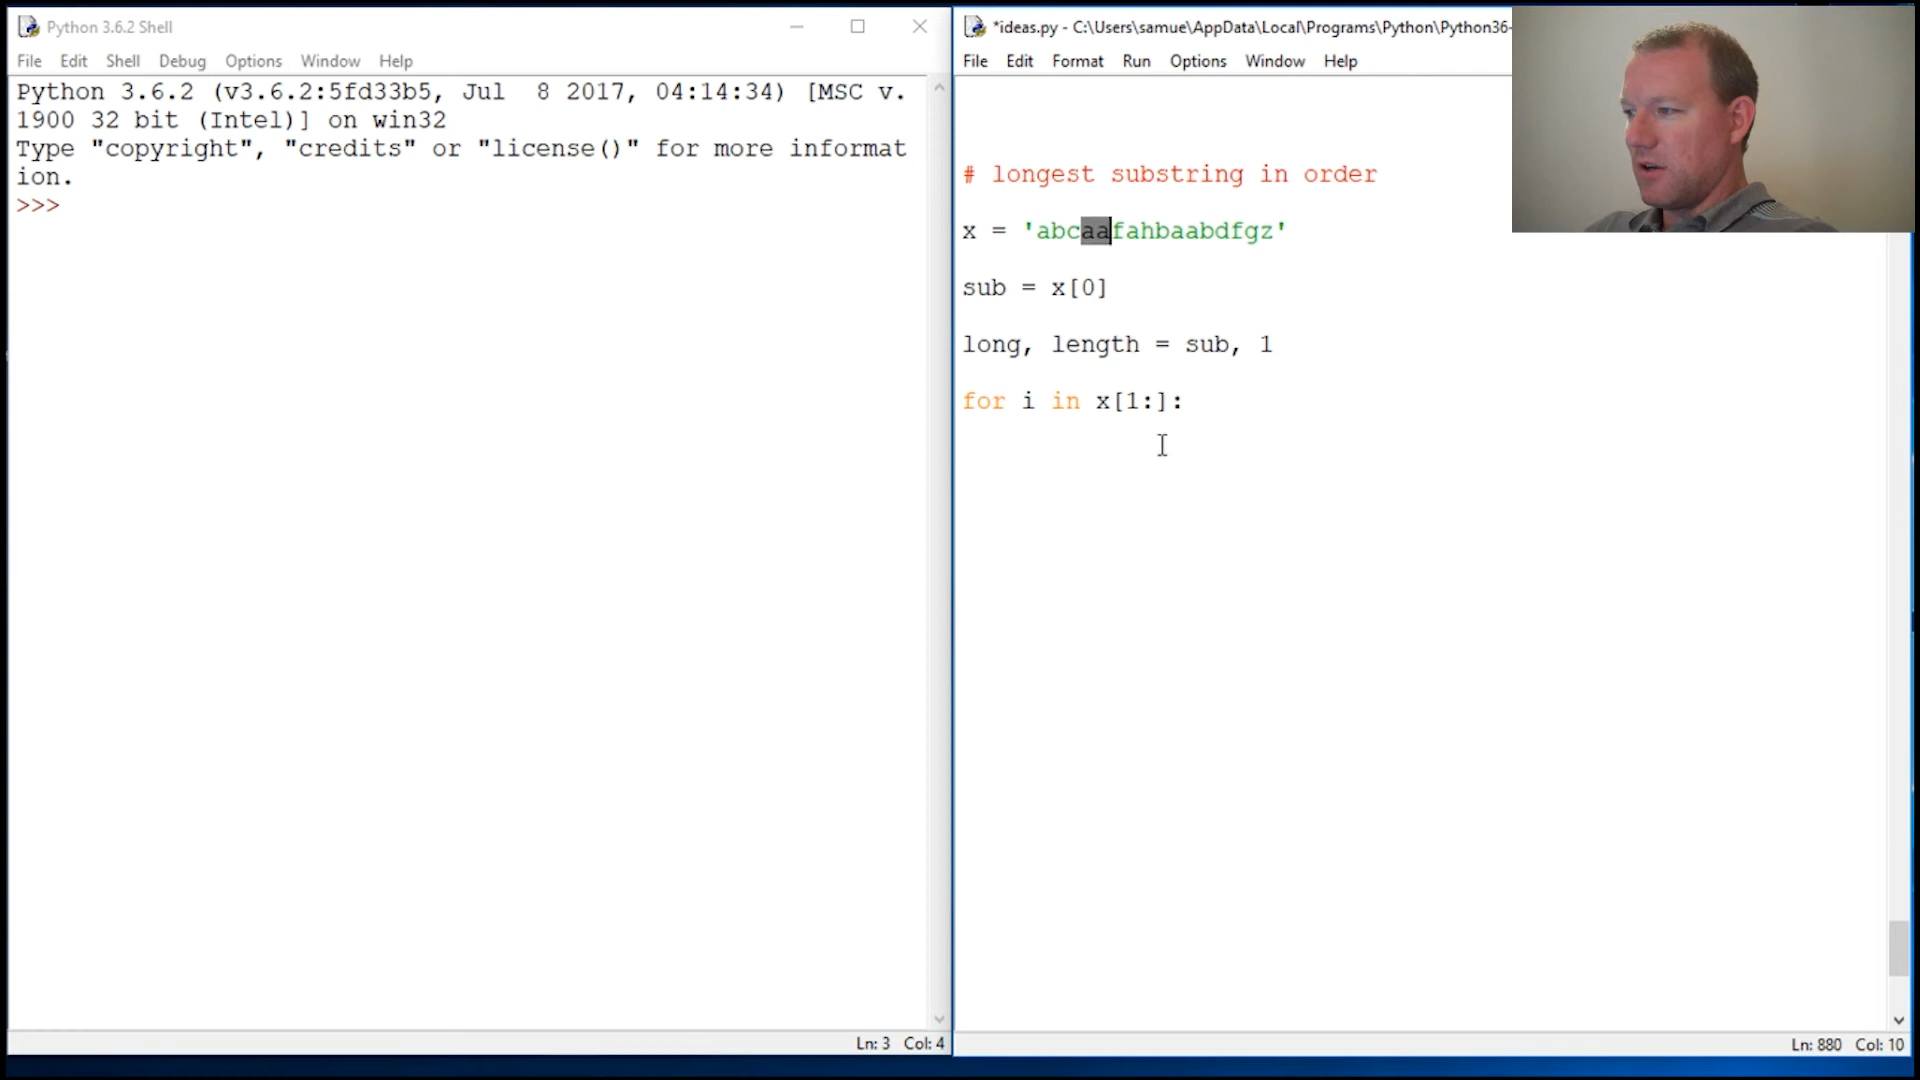 Python 3.6.2 Shell
File Edit Shell Debug Options Window Help
Python 3.6.2 (v3.6.2:5fd33b5, Jul  8 2017, 04:14:34) [MSC v.
1900 32 bit (Intel)] on win32
Type "copyright", "credits" or "license()" for more informat
ion.
>>>
Ln: 3 Col: 4
*ideas.py - C:\Users\samue\AppData\Local\Programs\Python\Python36-
File Edit Format Run Options Window Help
# longest substring in order
x = 'abcaafahbaabdfgz'
sub = x[0]
long, length = sub, 1
for i in x[1:]:
Ln: 880 Col: 10